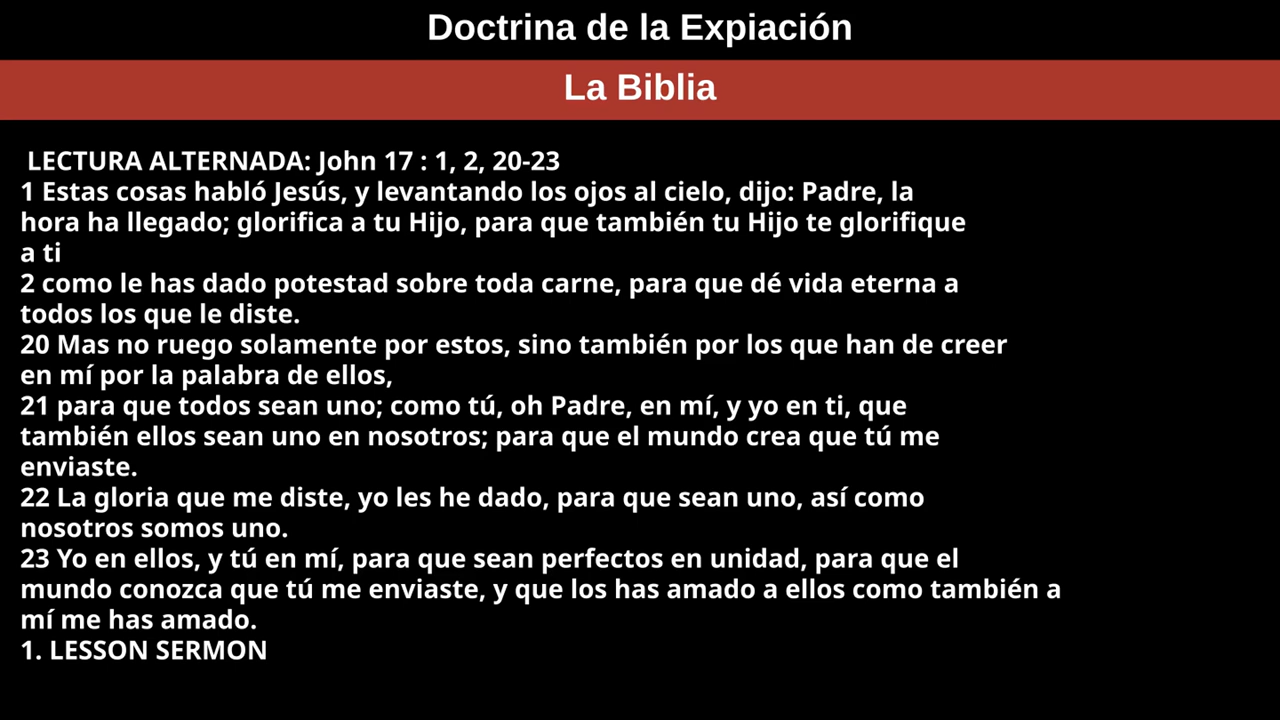 Doctrina de la Expiación
La Biblia
LECTURA ALTERNADA: John 17 : 1, 2, 20-23
1 Estas cosas habló Jesús, y levantando los ojos al cielo, dijo: Padre, la
hora ha llegado; glorifica a tu Hijo, para que también tu Hijo te glorifique
a ti
2 como le has dado potestad sobre toda carne, para que dé vida eterna a
todos los que le diste.
20 Mas no ruego solamente por estos, sino también por los que han de creer
en mí por la palabra de ellos,
21 para que todos sean uno; como tú, oh Padre, en mí, y yo en ti, que
también ellos sean uno en nosotros; para que el mundo crea que tú me
enviaste.
22 La gloria que me diste, yo les he dado, para que sean uno, así como
nosotros somos uno.
23 Yo en ellos, y tú en mí, para que sean perfectos en unidad, para que el
mundo conozca que tú me enviaste, y que los has amado a ellos como también a
mí me has amado.
1. LESSON SERMON